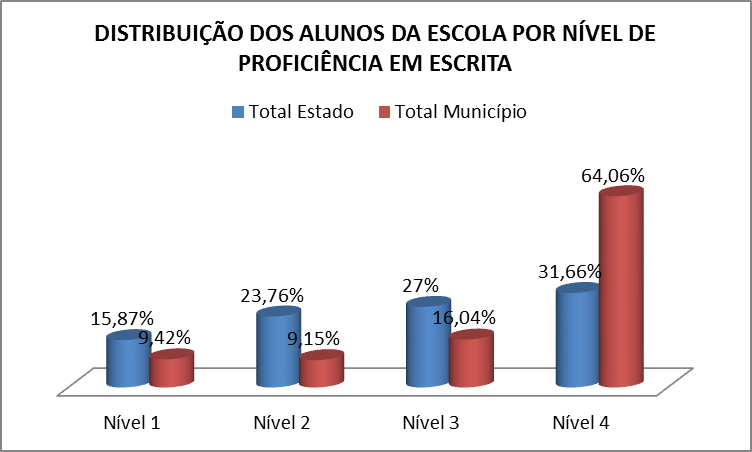 DISTRIBUIÇÃO DOS ALUNOS DA ESCOLA POR NÍVEL DE
PROFICIÊNCIA EM ESCRITA
Total Estado Total Município
15,87% 9,42% 23,76% 9,15% 27% 16,04% 31,66% 64,06%
Nível 1 Nível 2 Nível 3 Nível 4